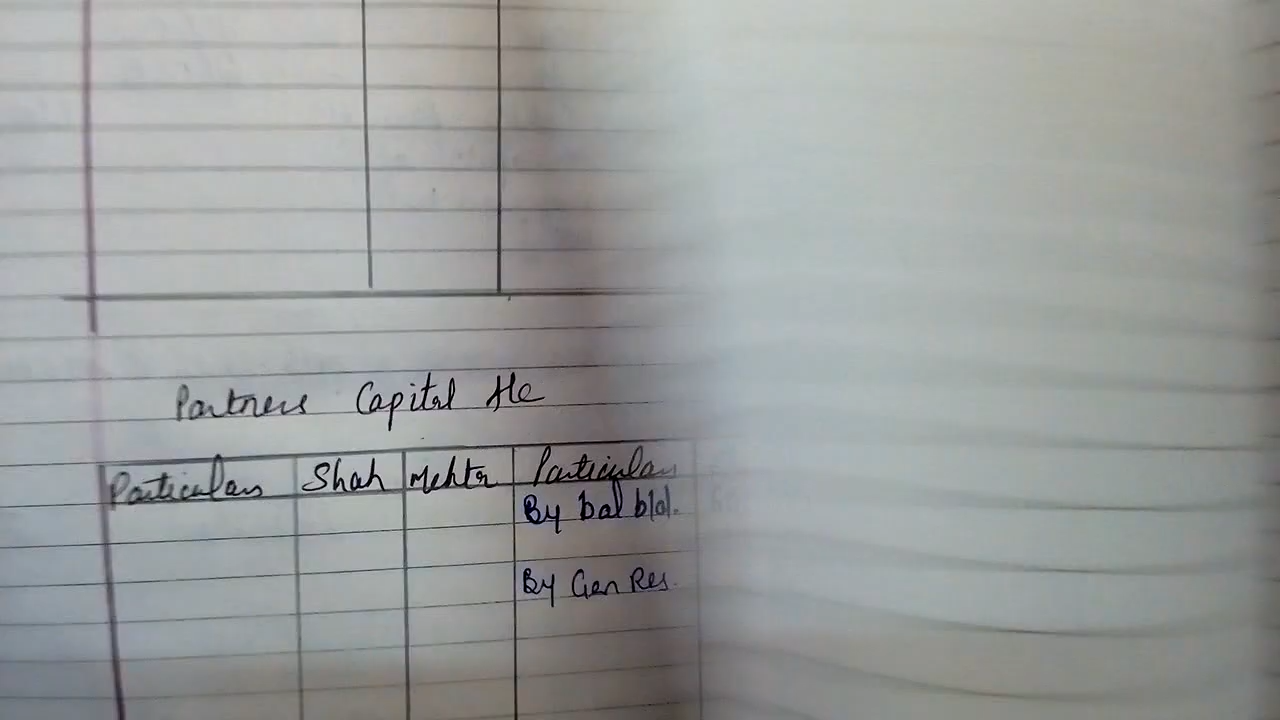 Partners Capital A/c
Particulars Shah Mehta Particulars
By bal b/d.
By Gen Res.